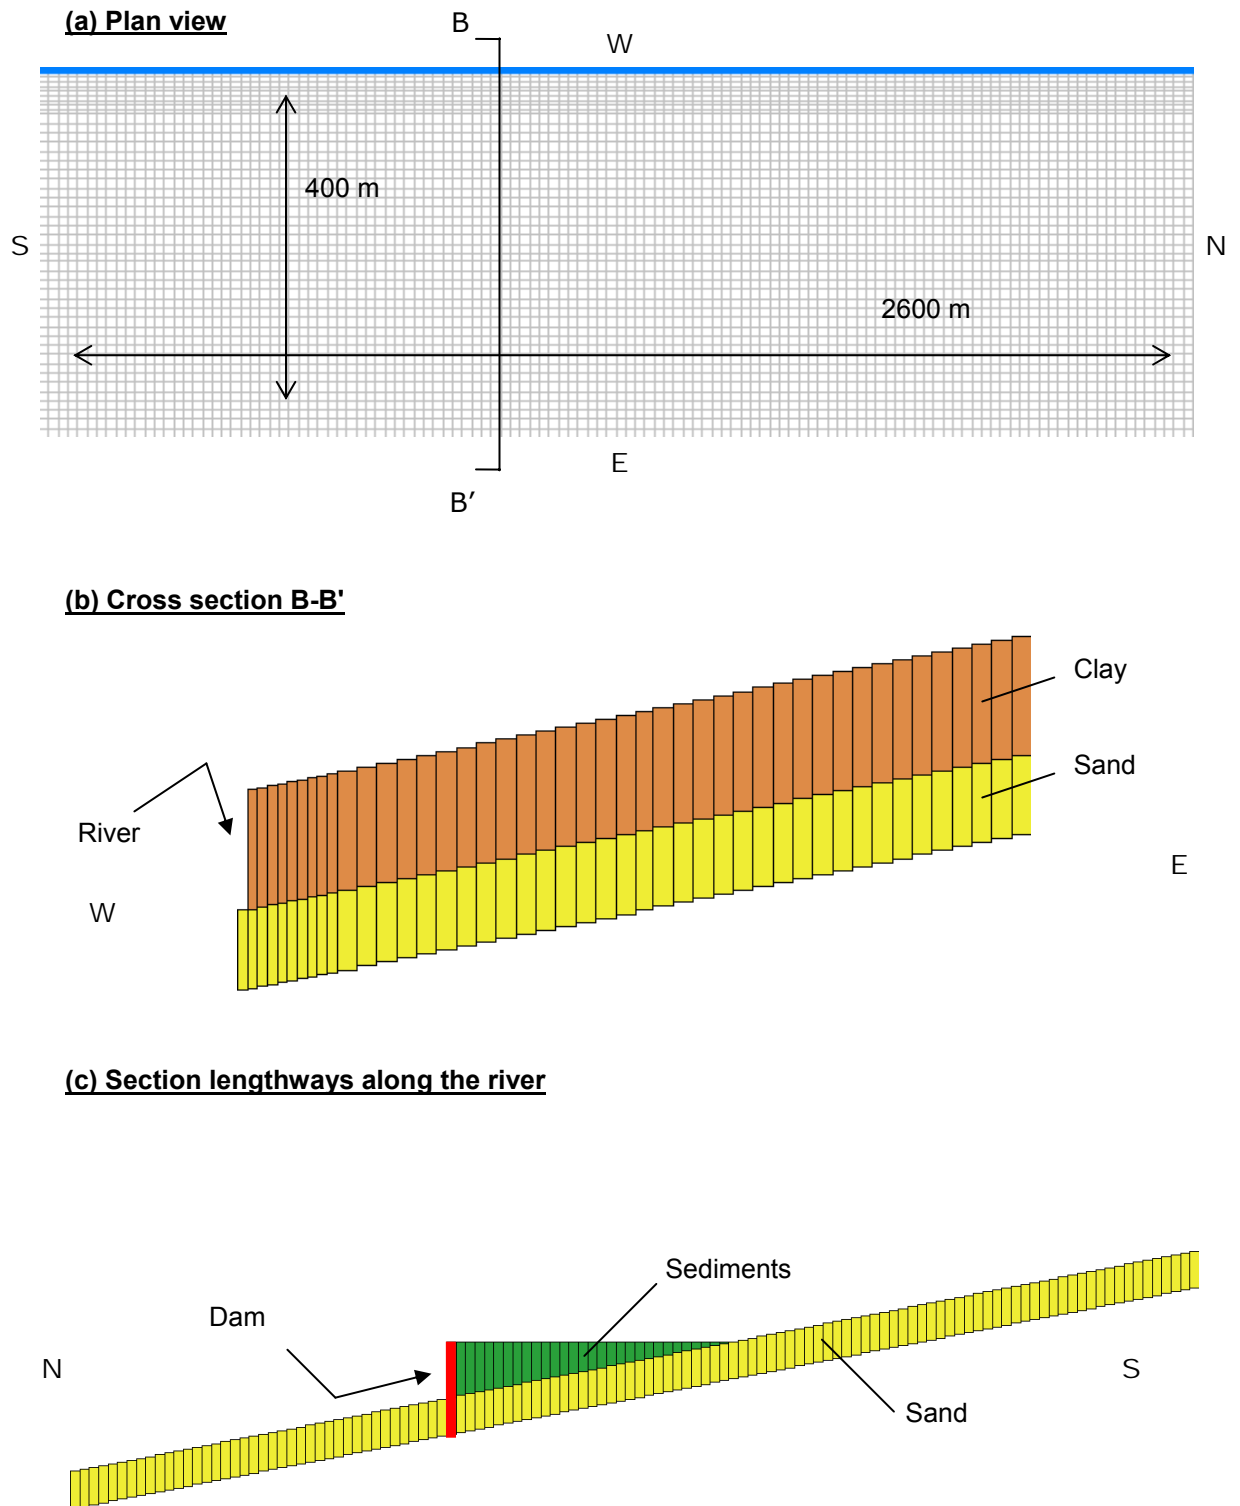 (a) Plan view
B
W
400 m
S
N
2600 m
E
B′
(b) Cross section B-B'
Clay
Sand
River
E
W
(c) Section lengthways along the river
Sediments
Dam
N
S
Sand